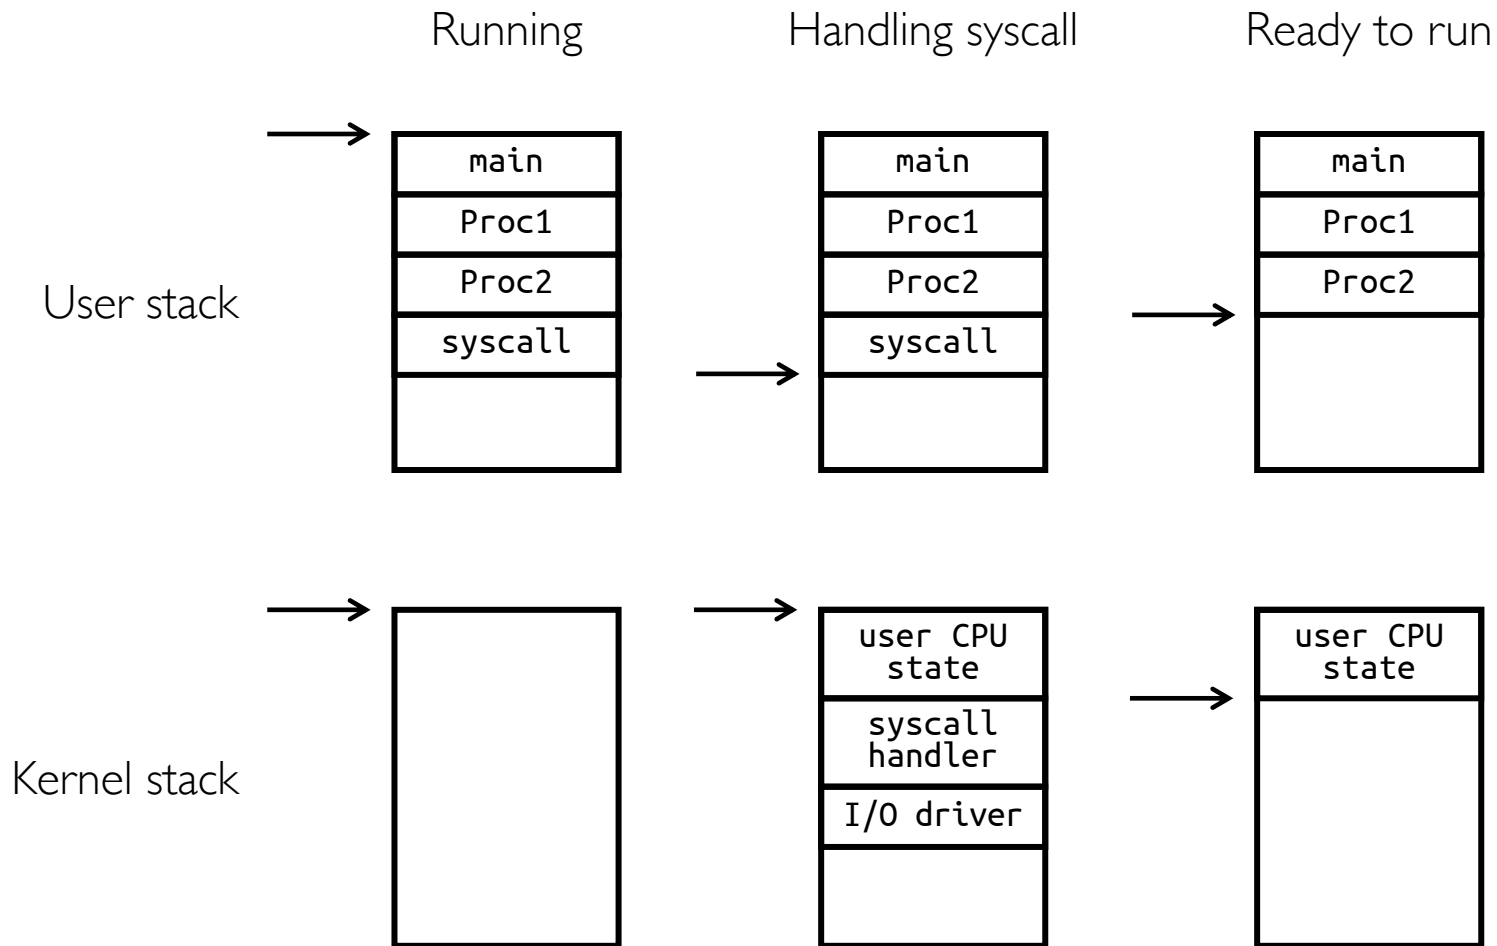 Running
Handling syscall
Ready to run
User stack
main
Proc1
Proc2
syscall
main
Proc1
Proc2
syscall
main
Proc1
Proc2
Kernel stack
user CPU
state
syscall
handler
I/O driver
user CPU
state